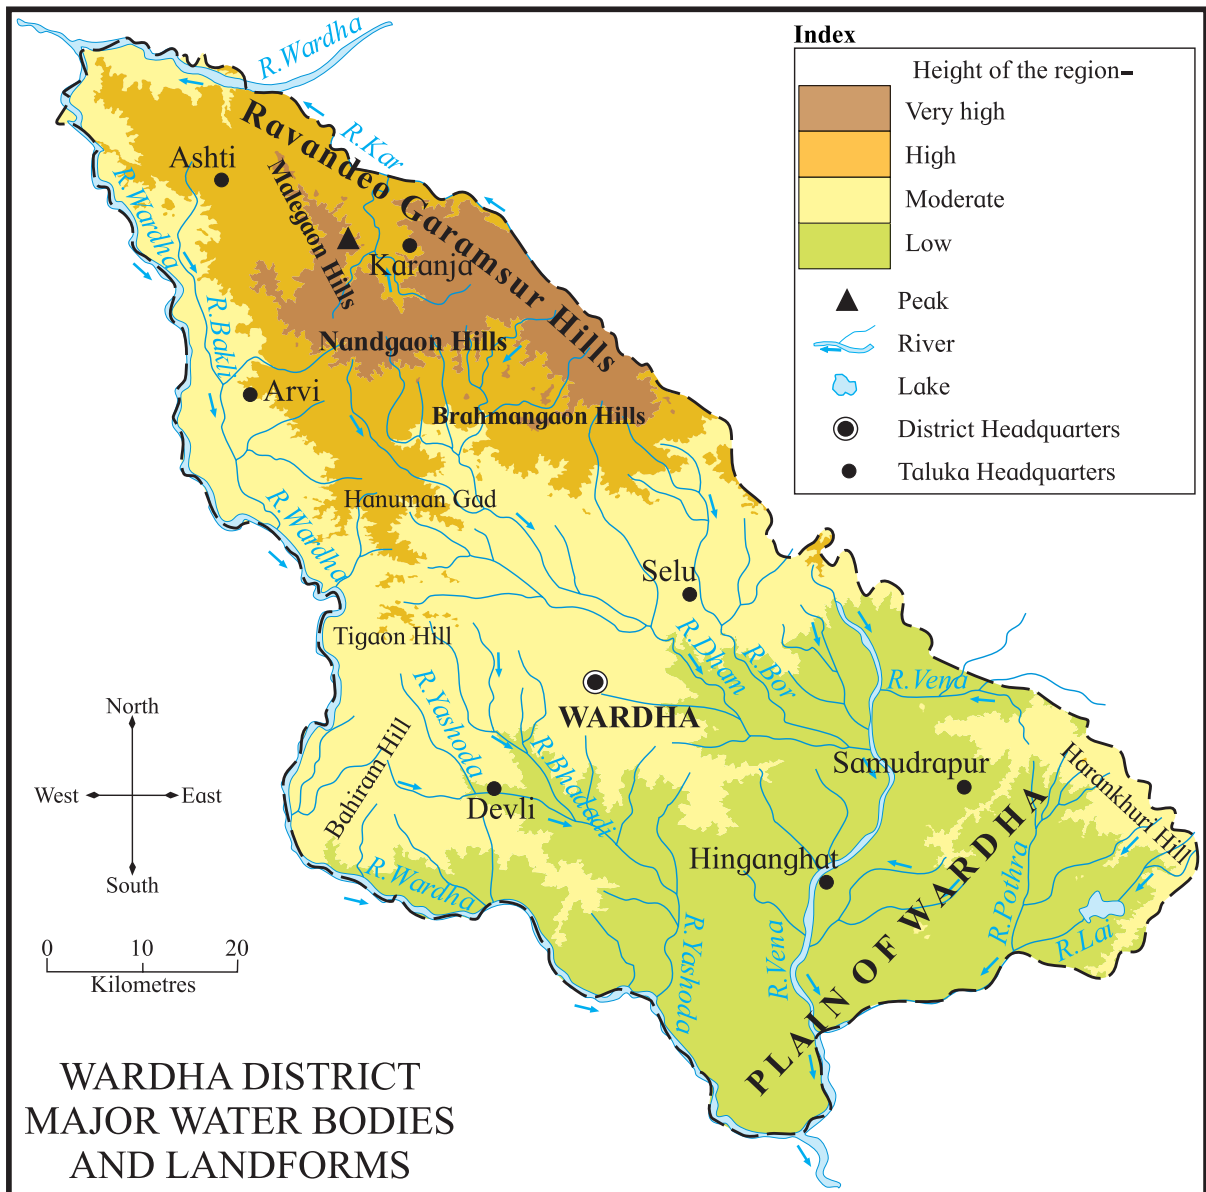 Index
Height of the region-
Very high
High
Moderate
Low
Peak
River
Lake
District Headquarters
Taluka Headquarters
R.Wardha
R.Kar
Ravandeo Garamsur Hills
Ashti
Malegaon Hills
R.Wardha
Karanja
R.Bakli
Nandgaon Hills
Arvi
Brahmangaon Hills
Hanuman Gad
R.Wardha
Selu
Tigaon Hill
R.Dham
R.Bor
R.Vena
R.Yashoda
WARDHA
R.Bhadadi
Bahiram Hill
Devli
Samudrapur
Harankhuri Hill
Hinganghat
R.Wardha
R.Pothra
R.Lai
R.Yashoda
R.Vena
PLAIN OF WARDHA
North
West
East
South
0 10 20
Kilometres
WARDHA DISTRICT
MAJOR WATER BODIES
AND LANDFORMS